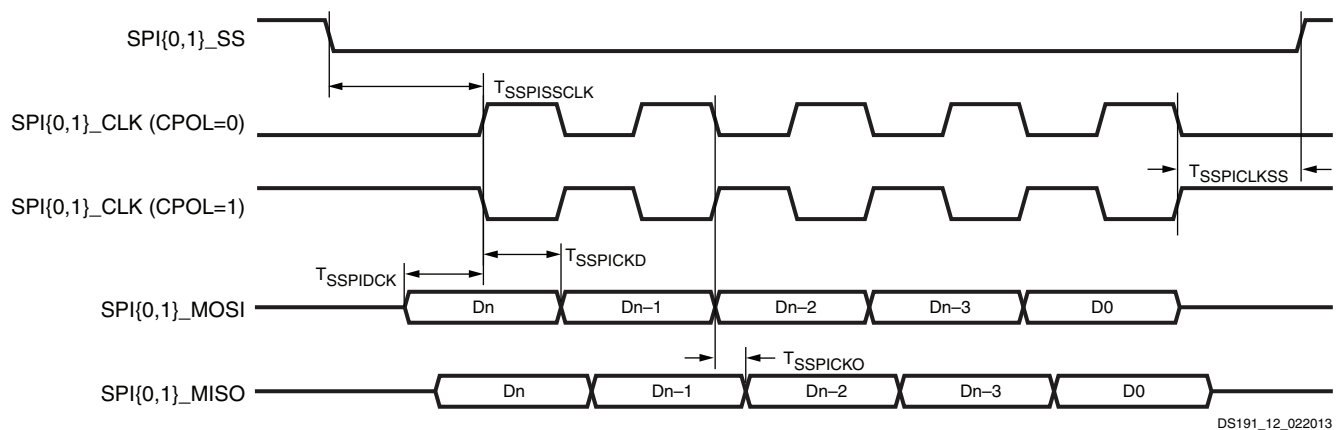 SPI{0,1}_SS
TSSPISSCLK
SPI{0,1}_CLK (CPOL=0)
TSSPICLKSS
SPI{0,1}_CLK (CPOL=1)
TSSPICKD
TSSPIDCK
SPI{0,1}_MOSI
Dn Dn–1 Dn–2 Dn–3 D0
TSSPICKO
SPI{0,1}_MISO
Dn Dn–1 Dn–2 Dn–3 D0
DS191_12_022013